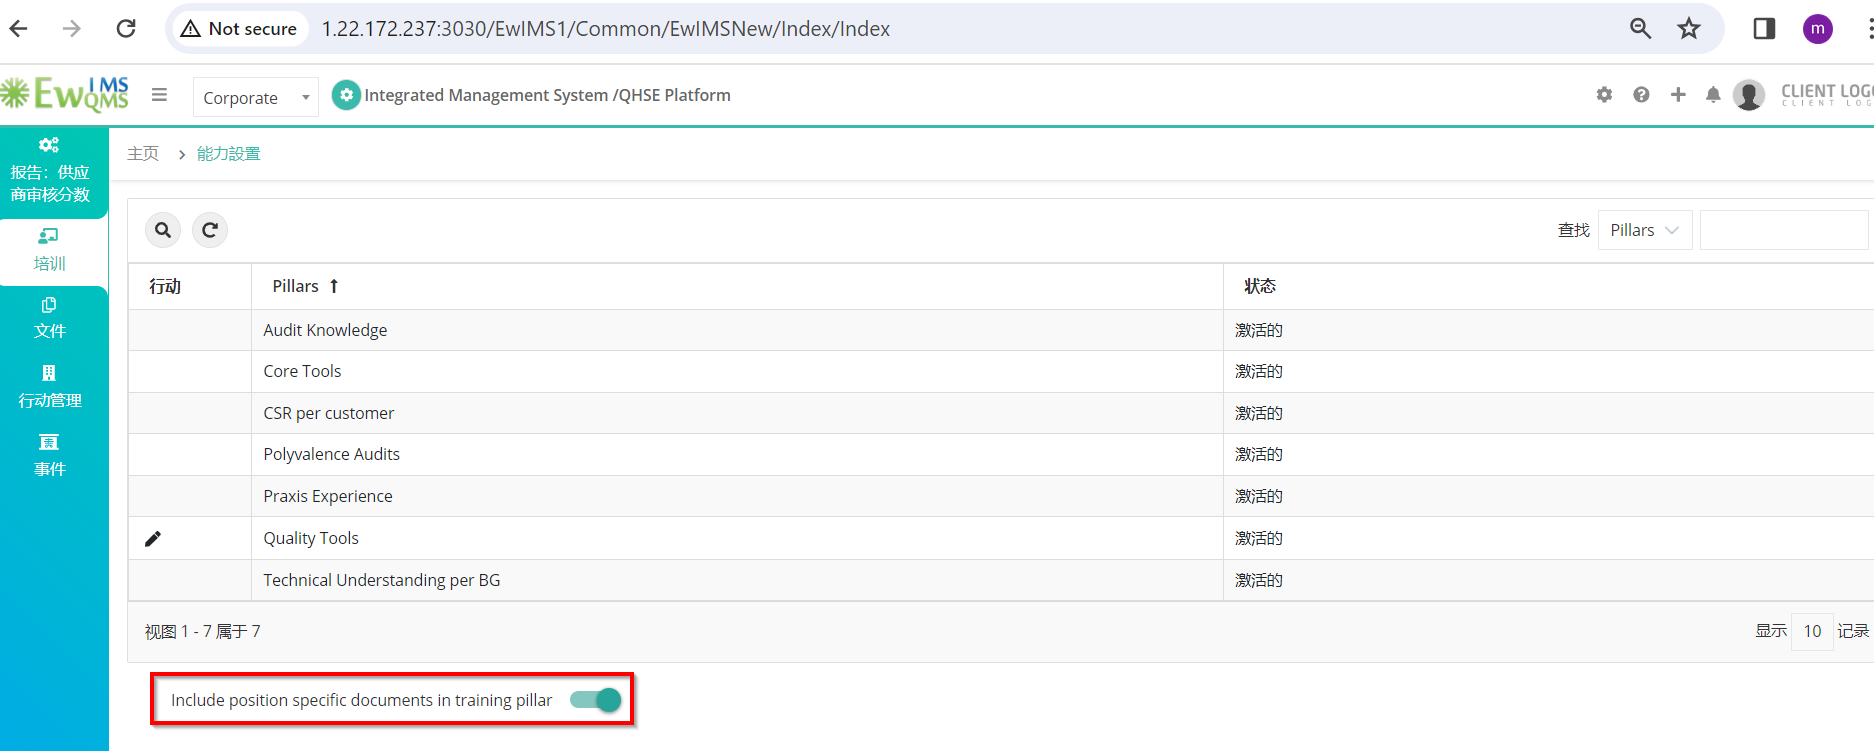 Not secure 1.22.172.237:3030/EwIMS1/Common/EwIMSNew/Index/Index m
Ew IMS QMS Corporate Integrated Management System /QHSE Platform CLIENT LOG
CLIENT LOG
主页 > 能力設置
报告：供应
商审核分数
培训
文件
行动管理
事件
查找 Pillars
行动 Pillars 状态
Audit Knowledge 激活的
Core Tools 激活的
CSR per customer 激活的
Polyvalence Audits 激活的
Praxis Experience 激活的
Quality Tools 激活的
Technical Understanding per BG 激活的
视图 1 - 7 属于 7 显示 10 记录
Include position specific documents in training pillar